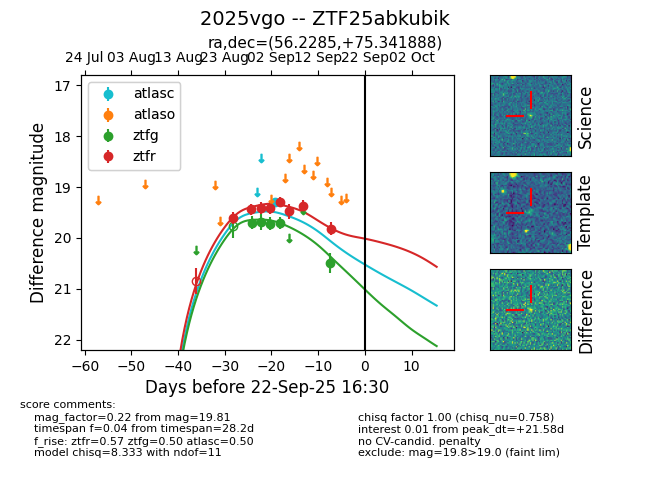 2025vgo -- ZTF25abkubik
ra,dec=(56.2285,+75.341888)
24 Jul 03 Aug 13 Aug 23 Aug 02 Sep 12 Sep 22 Sep 02 Oct
atlasc
atlaso
ztfg
ztfr
17
18
19
20
21
22
Difference magnitude
−60 −50 −40 −30 −20 −10 0 10
Days before 22-Sep-25 16:30
Science
Template
Difference
score comments:
mag_factor=0.22 from mag=19.81
timespan f=0.04 from timespan=28.2d
f_rise: ztfr=0.57 ztfg=0.50 atlasc=0.50
model chisq=8.333 with ndof=11
chisq factor 1.00 (chisq_nu=0.758)
interest 0.01 from peak_dt=+21.58d
no CV-candid. penalty
exclude: mag=19.8>19.0 (faint lim)